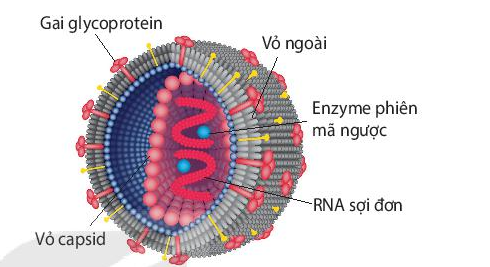 Gai glycoprotein
Vỏ ngoài
Enzyme phiên
mã ngược
RNA sợi đơn
Vỏ capsid